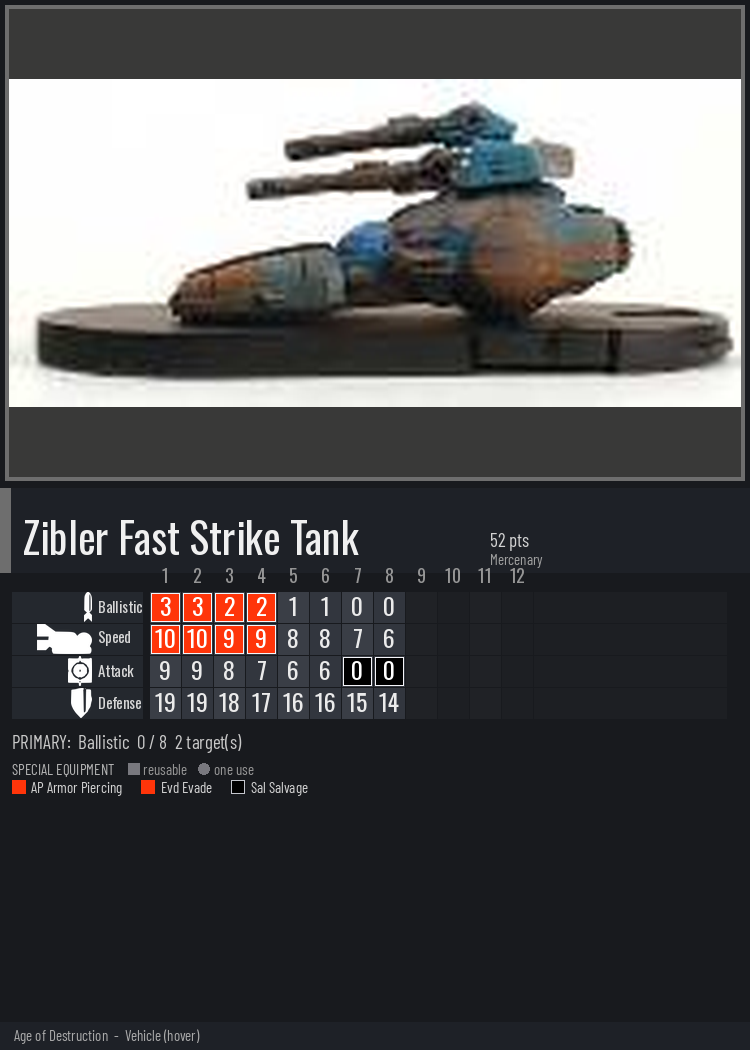 Zibler Fast Strike Tank
52 pts
Mercenary
1 2 3 4 5 6 7 8 9 10 11 12
Ballistic 3 3 2 2 1 1 0 0
Speed 10 10 9 9 8 8 7 6
Attack 9 9 8 7 6 6 0 0
Defense 19 19 18 17 16 16 15 14
PRIMARY: Ballistic 0 / 8 2 target(s)
SPECIAL EQUIPMENT reusable one use
AP Armor Piercing Evd Evade Sal Salvage
Age of Destruction - Vehicle (hover)